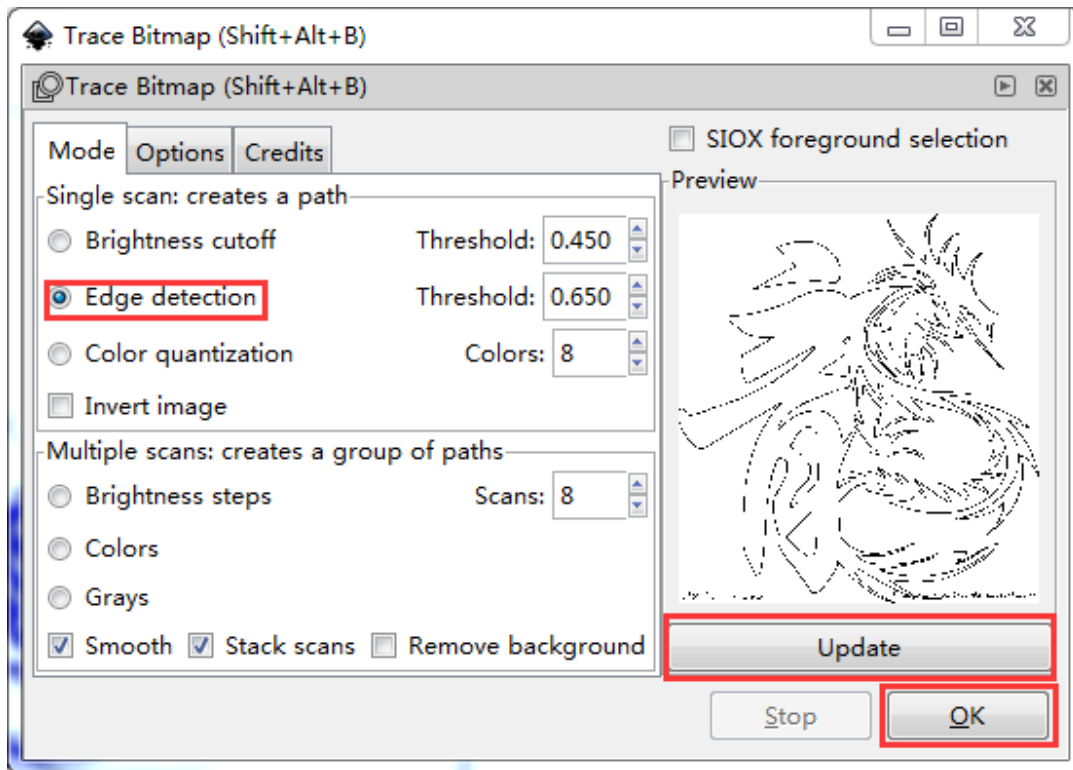 Trace Bitmap (Shift+Alt+B)
Trace Bitmap (Shift+Alt+B)
Mode Options Credits
SIOX foreground selection
Single scan: creates a path
Preview
Brightness cutoff Threshold: 0.450
Edge detection Threshold: 0.650
Color quantization Colors: 8
Invert image
Multiple scans: creates a group of paths
Brightness steps Scans: 8
Colors
Grays
Smooth Stack scans Remove background
Update
Stop OK